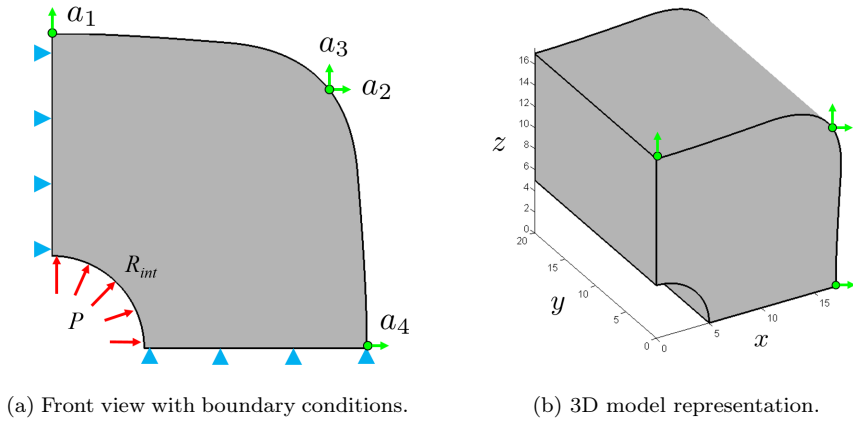 a1
a3
a2
Rint
P
a4
z
16
14
12
10
8
6
4
2
0
20
15
10
5
0
y
0
5
10
15
x
(a) Front view with boundary conditions.
(b) 3D model representation.